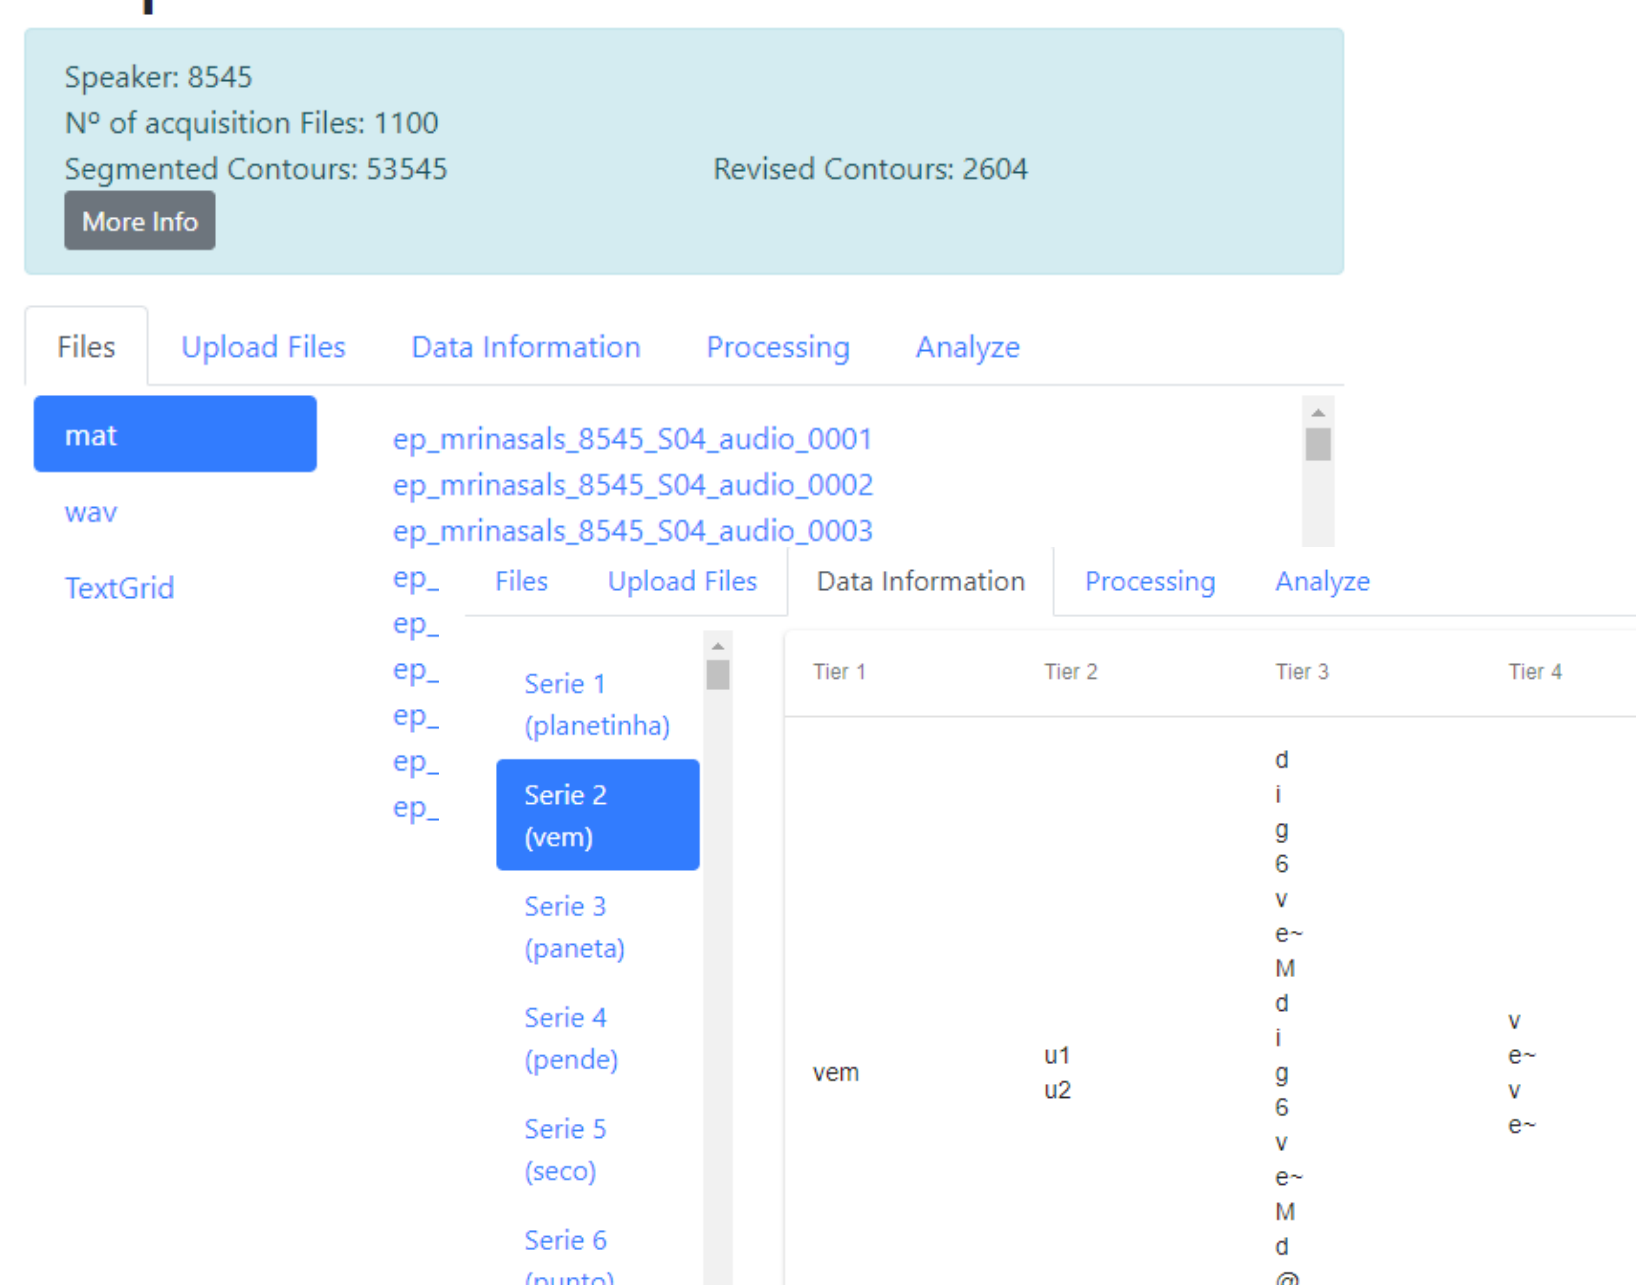 Speaker: 8545
Nº of acquisition Files: 1100
Segmented Contours: 53545 Revised Contours: 2604
More Info
Files Upload Files Data Information Processing Analyze
mat
wav
TextGrid
ep_mrinasals_8545_S04_audio_0001
ep_mrinasals_8545_S04_audio_0002
ep_mrinasals_8545_S04_audio_0003
ep_
ep_
ep_
ep_
ep_
ep_
Files Upload Files Data Information Processing Analyze
Serie 1
(planetinha)
Serie 2
(vem)
Serie 3
(paneta)
Serie 4
(pende)
Serie 5
(seco)
Serie 6
(punto)
Tier 1 Tier 2 Tier 3 Tier 4
vem
u1
u2
d
i
g
6
v
e~
M
d
i
g
6
v
e~
M
d
@
v
e~
v
e~